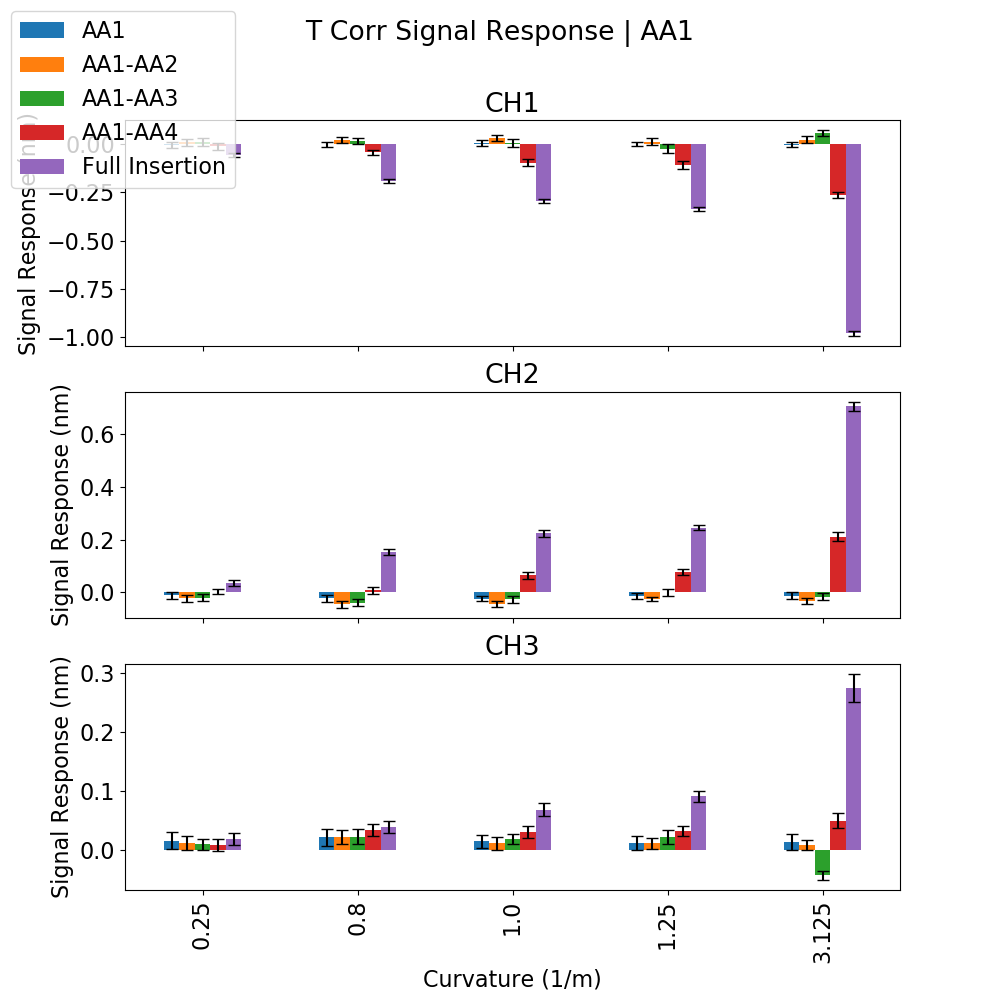 T Corr Signal Response | AA1
AA1
AA1-AA2
AA1-AA3
AA1-AA4
Full Insertion
CH1
Signal Response (nm)
0.00
−0.25
−0.50
−0.75
−1.00
CH2
Signal Response (nm)
0.6
0.4
0.2
0.0
CH3
Signal Response (nm)
0.3
0.2
0.1
0.0
0.25
0.8
1.0
1.25
3.125
Curvature (1/m)